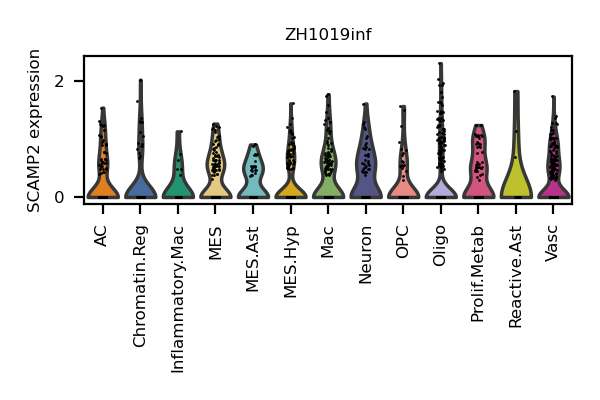 ZH1019inf
SCAMP2 expression
2
0
AC
Chromatin.Reg
Inflammatory.Mac
MES
MES.Ast
MES.Hyp
Mac
Neuron
OPC
Oligo
Prolif.Metab
Reactive.Ast
Vasc